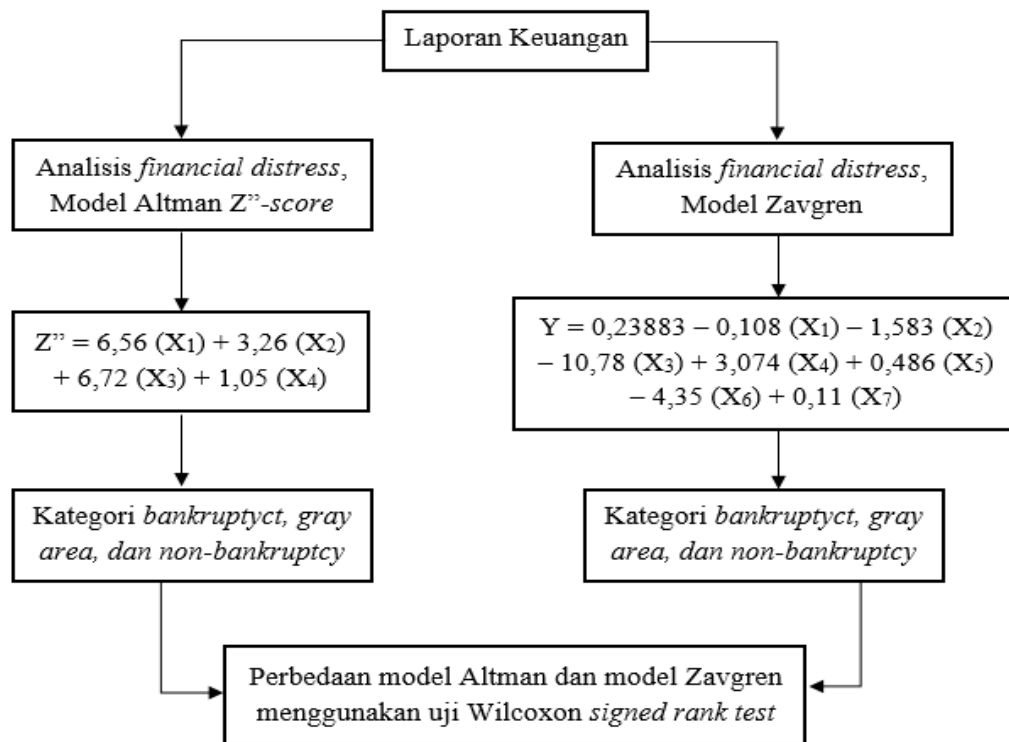 Laporan Keuangan
Analisis financial distress,
Model Altman Z”-score
Analisis financial distress,
Model Zavgren
Z” = 6,56 (X₁) + 3,26 (X₂)
+ 6,72 (X₃) + 1,05 (X₄)
Y = 0,23883 – 0,108 (X₁) – 1,583 (X₂)
– 10,78 (X₃) + 3,074 (X₄) + 0,486 (X₅)
– 4,35 (X₆) + 0,11 (X₇)
Kategori bankruptyct, gray
area, dan non-bankruptcy
Kategori bankruptyct, gray
area, dan non-bankruptcy
Perbedaan model Altman dan model Zavgren
menggunakan uji Wilcoxon signed rank test